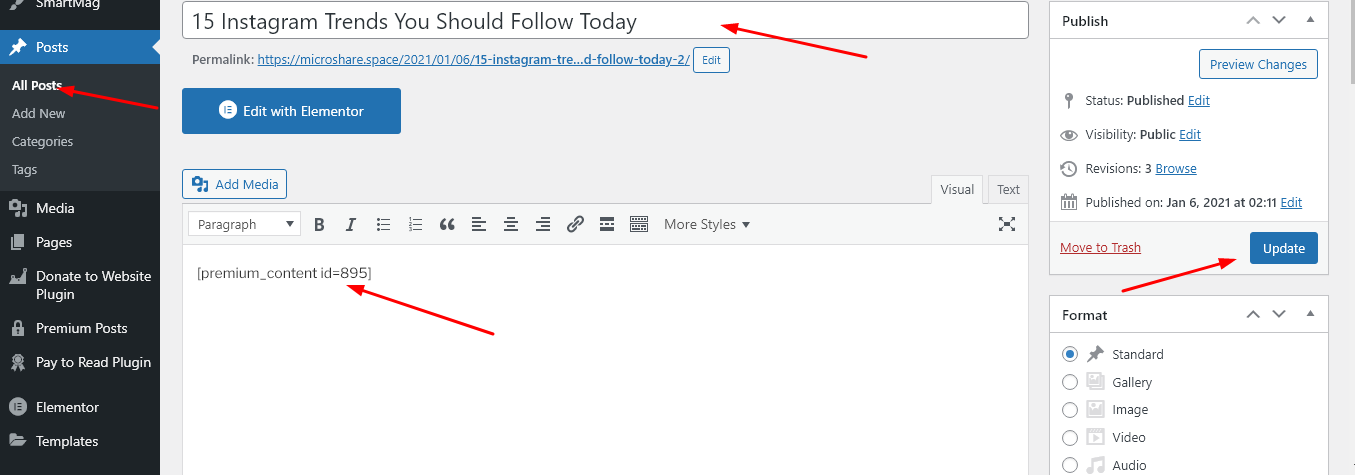 SmartMag
Posts
All Posts
Add New
Categories
Tags
Media
Pages
Donate to Website
Plugin
Premium Posts
Pay to Read Plugin
Elementor
Templates
15 Instagram Trends You Should Follow Today
Permalink: https://microshare.space/2021/01/06/15-instagram-tre...d-follow-today-2/ Edit
Edit with Elementor
Add Media
Visual Text
Paragraph B I More Styles
[premium_content id=895]
Publish
Preview Changes
Status: Published Edit
Visibility: Public Edit
Revisions: 3 Browse
Published on: Jan 6, 2021 at 02:11 Edit
Move to Trash Update
Format
Standard
Gallery
Image
Video
Audio